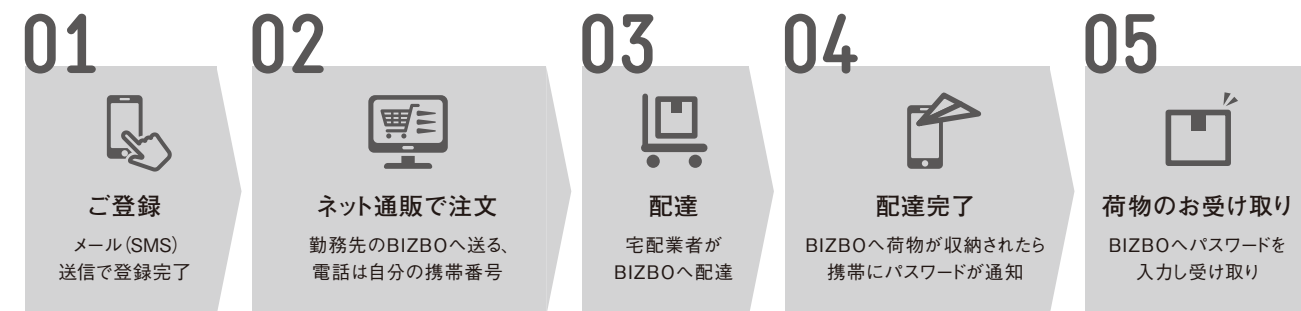 01
ご登録
メール(SMS)
送信で登録完了
02
ネット通販で注文
勤務先のBIZBOへ送る、
電話は自分の携帯番号
03
配達
宅配業者が
BIZBOへ配達
04
配達完了
BIZBOへ荷物が収納されたら
携帯にパスワードが通知
05
荷物のお受け取り
BIZBOへパスワードを
入力し受け取り